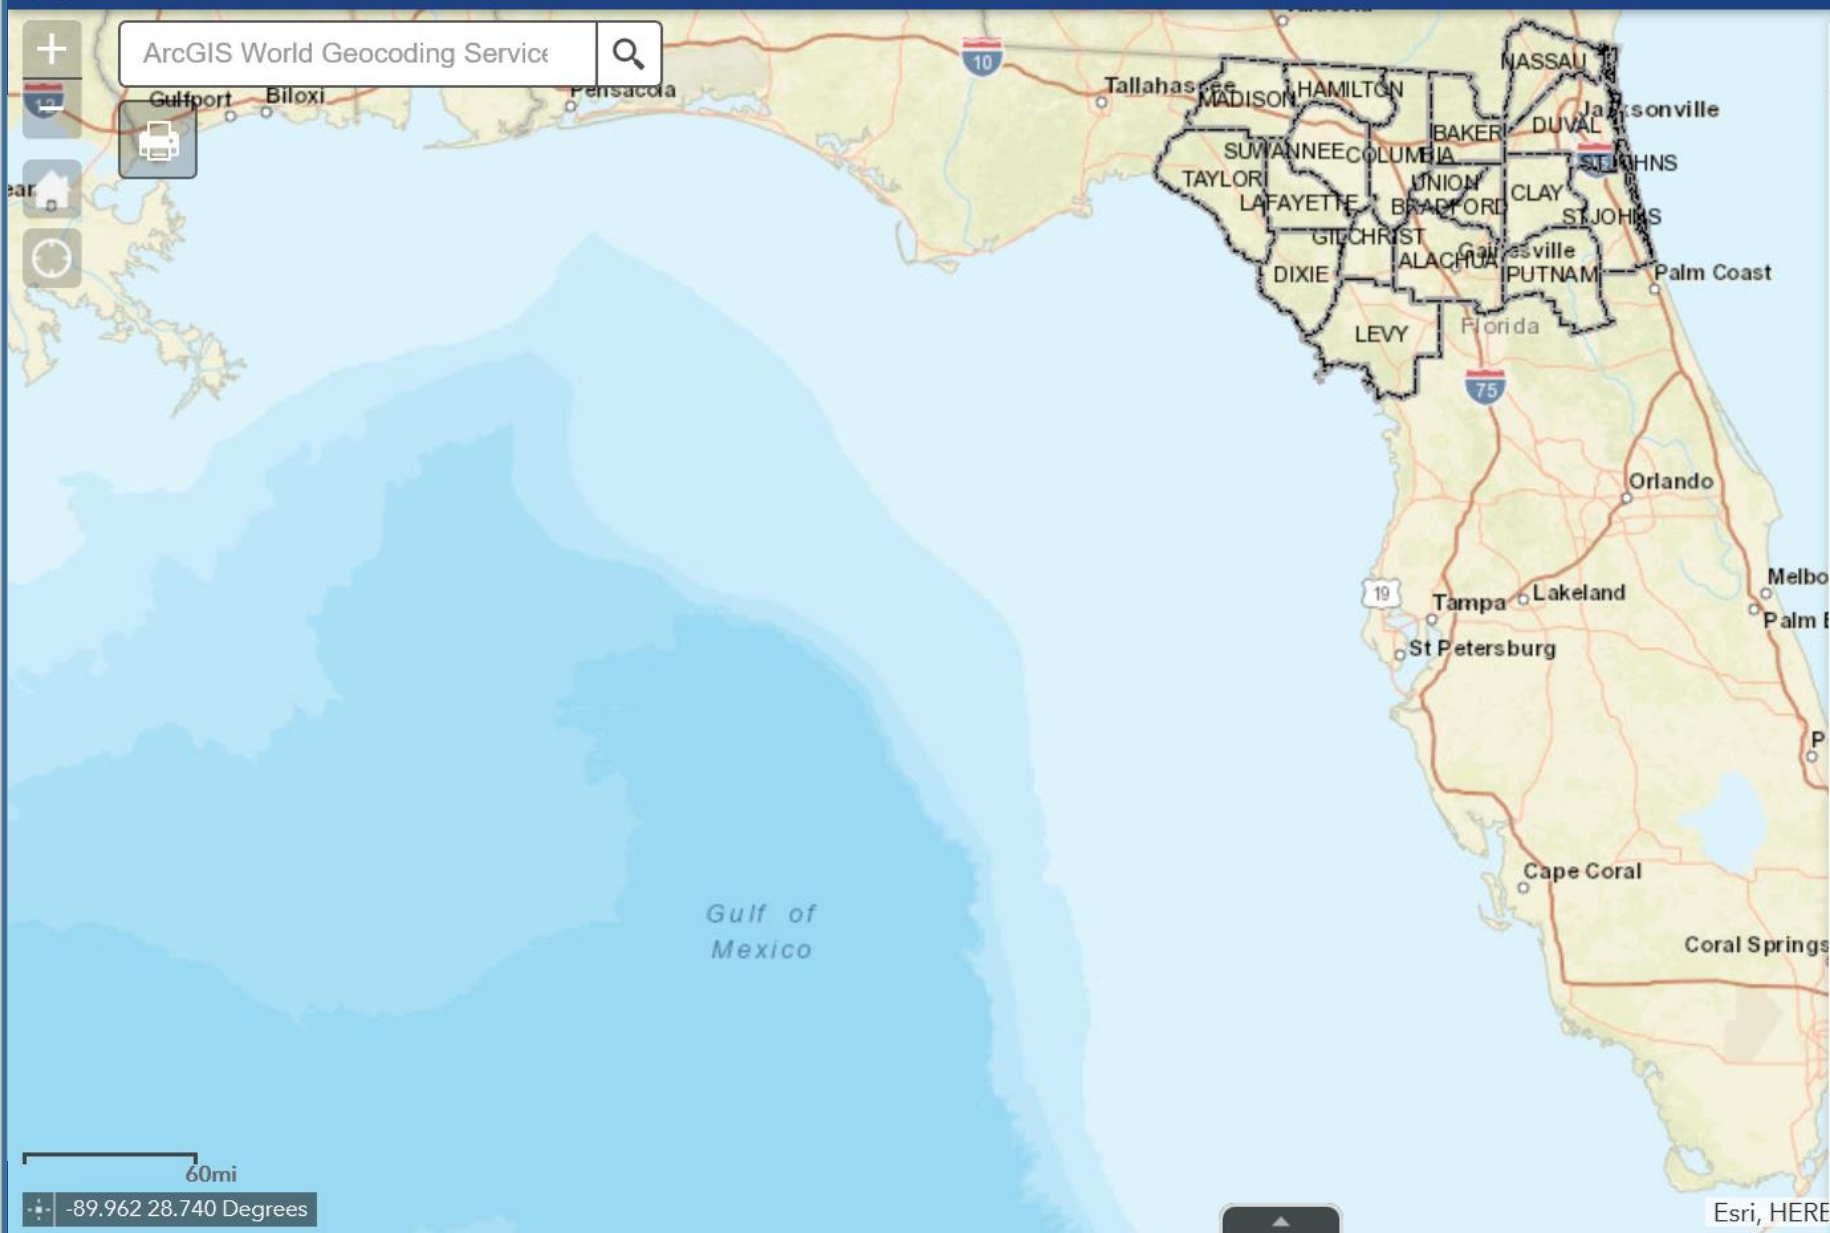 ArcGIS World Geocoding Service
10
Gulfport
Biloxi
Pensacola
Tallahassee
MADISON
HAMILTON
NASSAU
Jacksonville
BAKER
DUVAL
SUWANNEE
COLUMBIA
ST JOHNS
TAYLOR
UNION
CLAY
LAFAYETTE
BRADFORD
ST JOHNS
GILCHRIST
Gainesville
ALACHUA
DIXIE
PUTNAM
Palm Coast
LEVY
Florida
75
Orlando
19
Tampa
Lakeland
Melbo
Palm B
St Petersburg
P
Cape Coral
Gulf of
Mexico
Coral Springs
60mi
-89.962 28.740 Degrees
Esri, HERE